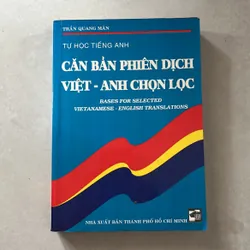 TRẦN QUANG MÂN
TỰ HỌC TIẾNG ANH
CĂN BẢN PHIÊN DỊCH
VIỆT - ANH CHỌN LỌC
BASES FOR SELECTED
VIETANAMESE - ENGLISH TRANSLATIONS
NHÀ XUẤT BẢN THÀNH PHỐ HỒ CHÍ MINH